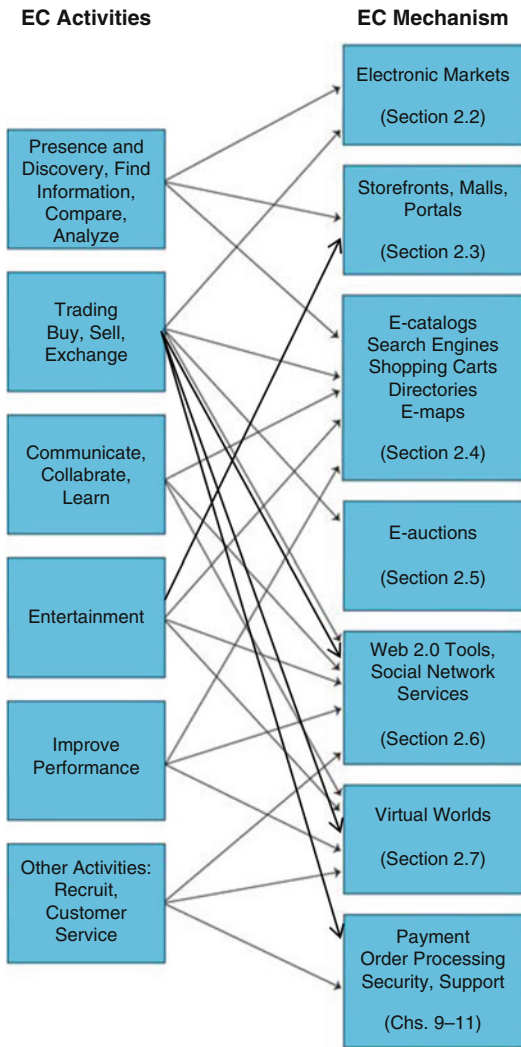 EC Activities
EC Mechanism
Presence and
Discovery, Find
Information,
Compare,
Analyze
Trading
Buy, Sell,
Exchange
Communicate,
Collabrate,
Learn
Entertainment
Improve
Performance
Other Activities:
Recruit,
Customer
Service
Electronic Markets
(Section 2.2)
Storefronts, Malls,
Portals
(Section 2.3)
E-catalogs
Search Engines
Shopping Carts
Directories
E-maps
(Section 2.4)
E-auctions
(Section 2.5)
Web 2.0 Tools,
Social Network
Services
(Section 2.6)
Virtual Worlds
(Section 2.7)
Payment
Order Processing
Security, Support
(Chs. 9–11)